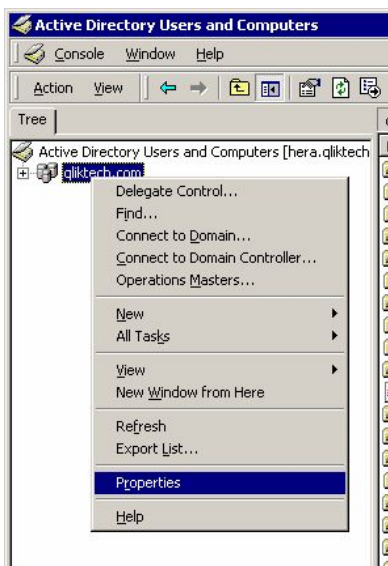 Active Directory Users and Computers
Console Window Help
Action View
Tree
Active Directory Users and Computers [hera.qliktech
qliktech.com
Delegate Control...
Find...
Connect to Domain...
Connect to Domain Controller...
Operations Masters...
New
All Tasks
View
New Window from Here
Refresh
Export List...
Properties
Help